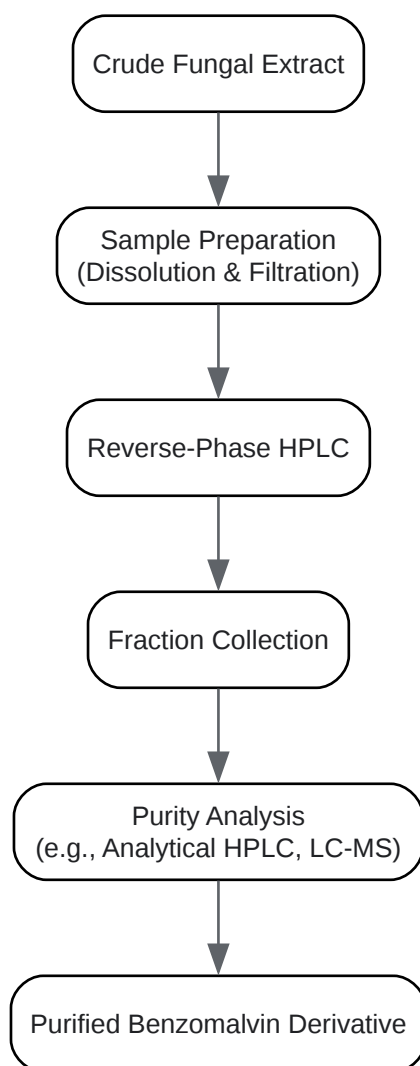 Crude Fungal Extract
Sample Preparation
(Dissolution & Filtration)
Reverse-Phase HPLC
Fraction Collection
Purity Analysis
(e.g., Analytical HPLC, LC-MS)
Purified Benzomalvin Derivative